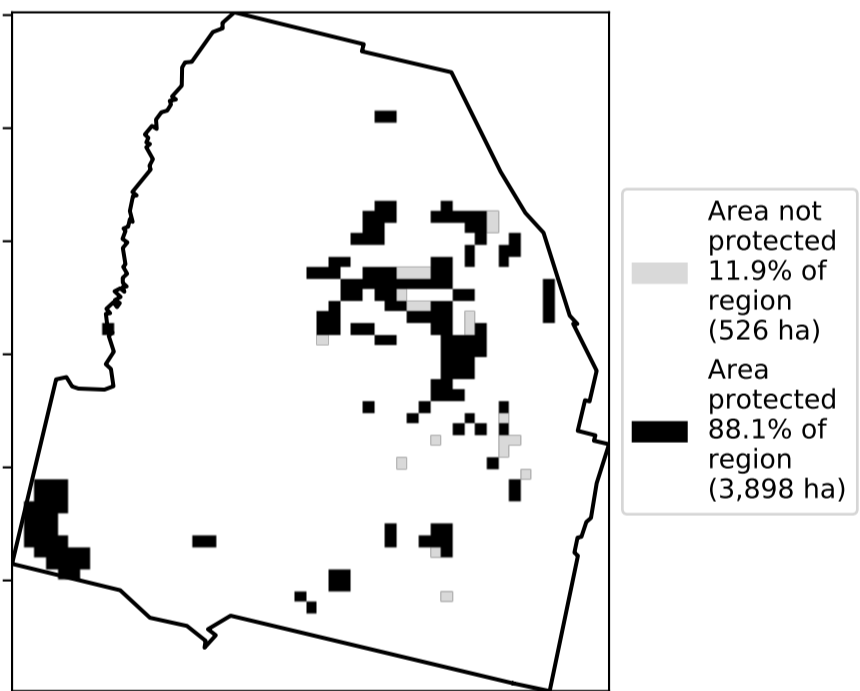 Area not
protected
11.9% of
region
(526 ha)
Area
protected
88.1% of
region
(3,898 ha)